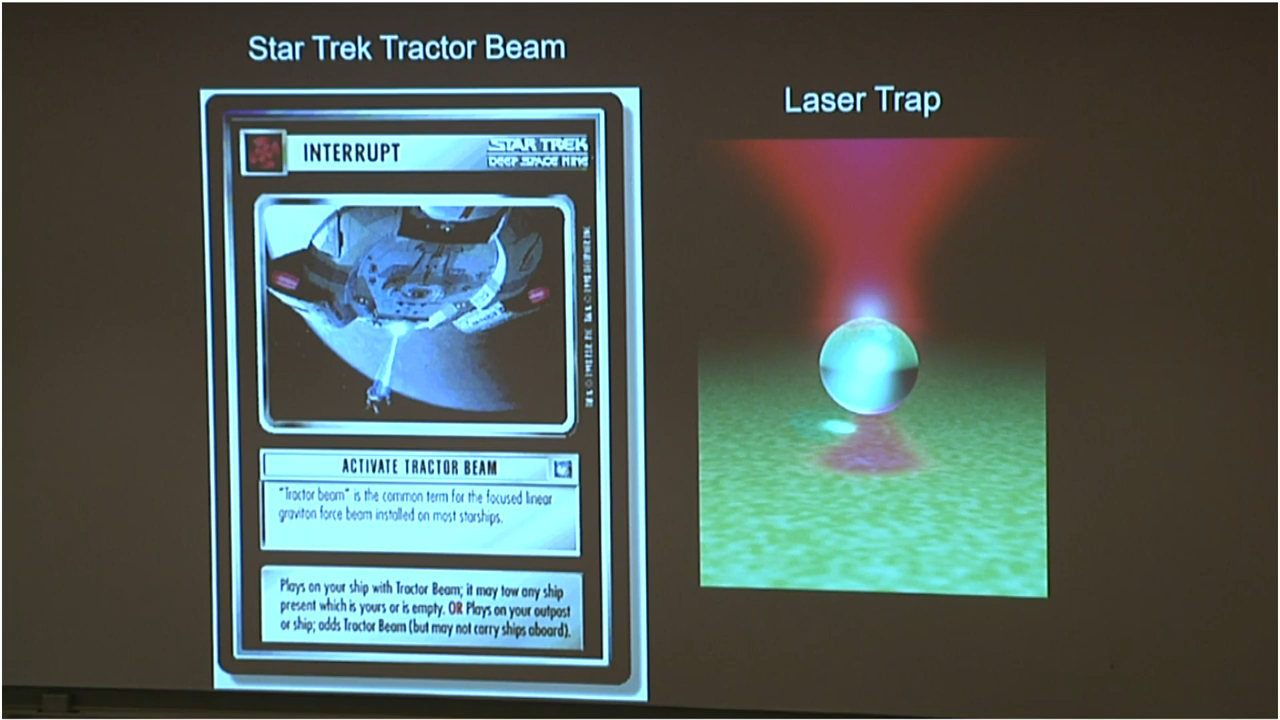 Star Trek Tractor Beam
INTERRUPT
STAR TREK
DEEP SPACE NINE
ACTIVATE TRACTOR BEAM
"Tractor beam" is the common term for the focused linear
graviton force beam installed on most starships.
Plays on your ship with Tractor Beam; it may tow any ship
present which is yours or is empty. OR Plays on your outpost
or ship; adds Tractor Beam (but may not carry ships aboard).
Laser Trap